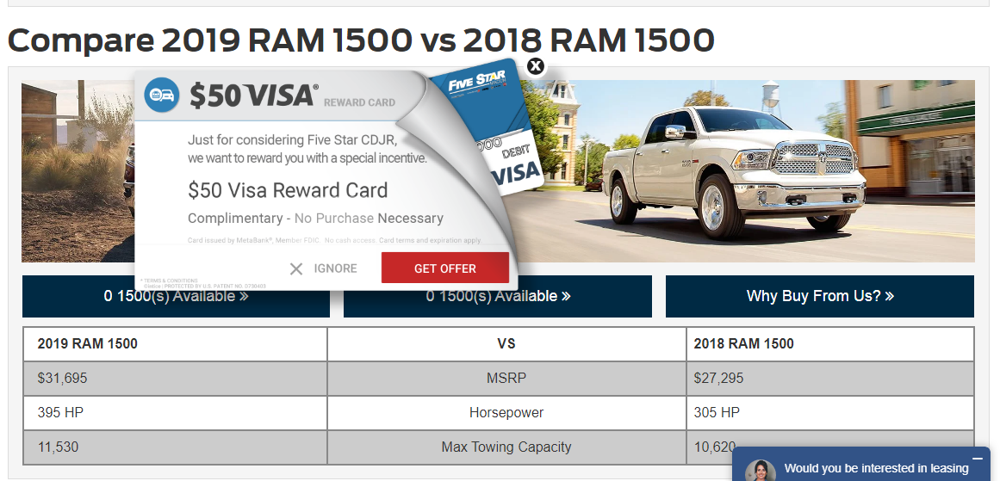 Compare 2019 RAM 1500 vs 2018 RAM 1500
X
$50 VISA® REWARD CARD
FIVE STAR
Just for considering Five Star CDJR,
we want to reward you with a special incentive.
000
DEBIT
VISA
$50 Visa Reward Card
Complimentary - No Purchase Necessary
Card issued by MetaBank®, Member FDIC. No cash access. Card terms and expiration apply.
IGNORE
GET OFFER
* TERMS & CONDITIONS
PROTECTED BY U.S. PATENT NO. D730403
0 1500(s) Available »
0 1500(s) Available »
Why Buy From Us? »
2019 RAM 1500 VS 2018 RAM 1500
$31,695 MSRP $27,295
395 HP Horsepower 305 HP
11,530 Max Towing Capacity 10,620
Would you be interested in leasing